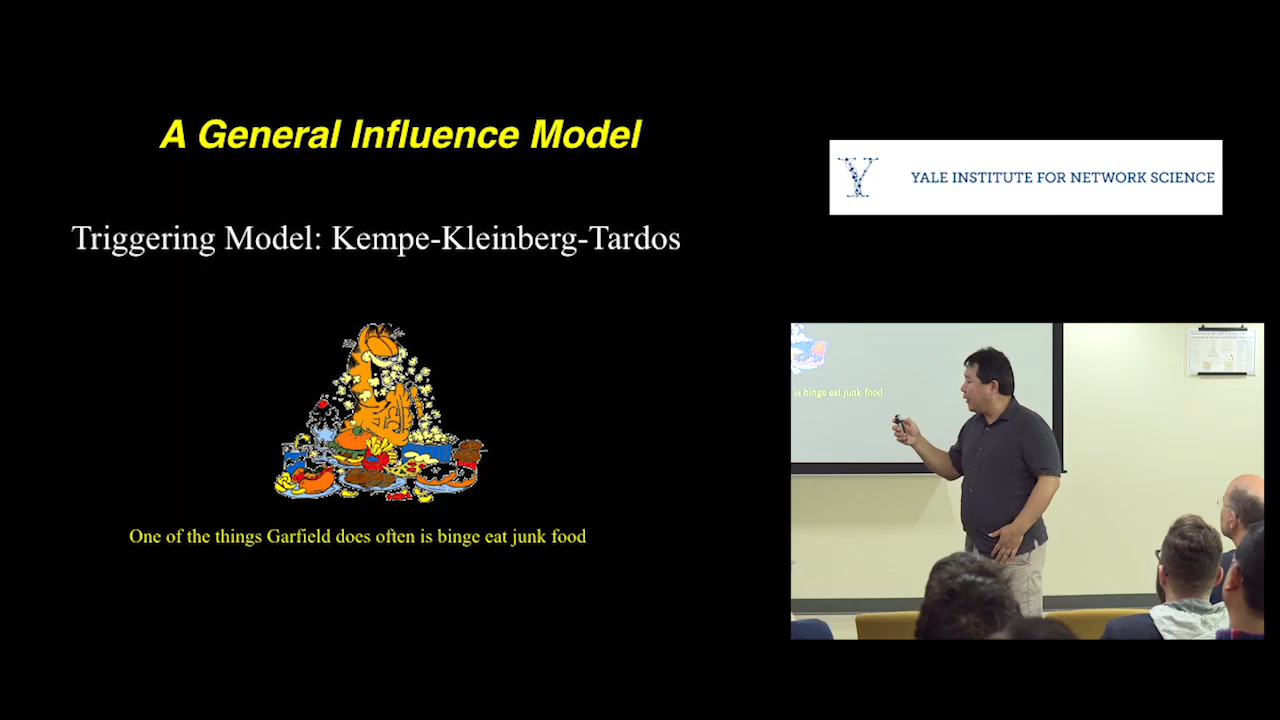 A General Influence Model
YALE INSTITUTE FOR NETWORK SCIENCE
Triggering Model: Kempe-Kleinberg-Tardos
is binge eat junk food
One of the things Garfield does often is binge eat junk food